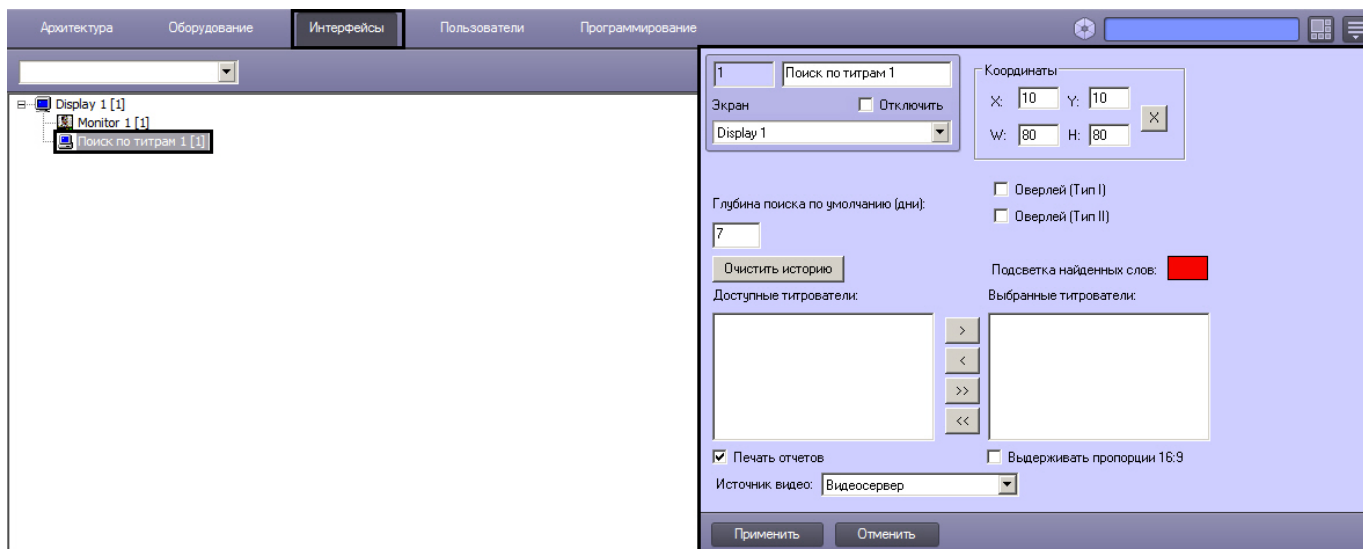 Архитектура Оборудование Интерфейсы Пользователи Программирование
Display 1 [1]
Monitor 1 [1]
Поиск по титрам 1 [1]
1 Поиск по титрам 1
Экран Отключить
Display 1
Координаты
X: 10 Y: 10
X
W: 80 H: 80
Оверлей (Тип I)
Оверлей (Тип II)
Глубина поиска по умолчанию (дни):
7
Очистить историю
Подсветка найденных слов:
Доступные титрователи:
Выбранные титрователи:
>
<
>>
<<
Печать отчетов
Выдерживать пропорции 16:9
Источник видео: Видеосервер
Применить Отменить